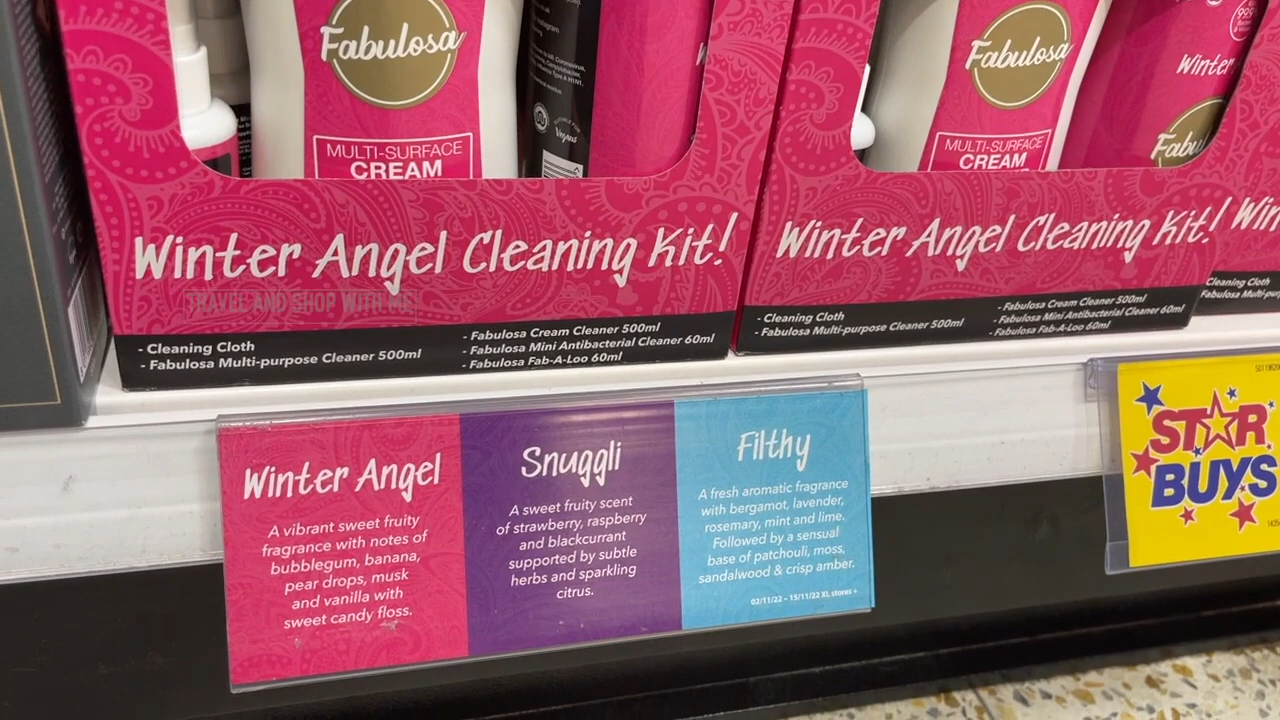 Fabulosa
MULTI-SURFACE
CREAM
Vegans
Winter Angel Cleaning Kit!
TRAVEL AND SHOP WITH ME
- Cleaning Cloth
- Fabulosa Multi-purpose Cleaner 500ml
- Fabulosa Cream Cleaner 500ml
- Fabulosa Mini Antibacterial Cleaner 60ml
- Fabulosa Fab-A-Loo 60ml
Fabulosa
MULTI-SURFACE
CREAM
Winter
Fabu
Winter Angel Cleaning Kit!
- Cleaning Cloth
- Fabulosa Multi-purpose Cleaner 500ml
- Fabulosa Cream Cleaner 500ml
- Fabulosa Mini Antibacterial Cleaner 60ml
- Fabulosa Fab-A-Loo 60ml
Win
Cleaning Cloth
Fabulosa Multi-pur
Winter Angel
A vibrant sweet fruity
fragrance with notes of
bubblegum, banana,
pear drops, musk
and vanilla with
sweet candy floss.
Snuggli
A sweet fruity scent
of strawberry, raspberry
and blackcurrant
supported by subtle
herbs and sparkling
citrus.
Filthy
A fresh aromatic fragrance
with bergamot, lavender,
rosemary, mint and lime.
Followed by a sensual
base of patchouli, moss,
sandalwood & crisp amber.
02/11/22 – 15/11/22 XL stores +
STAR
BUYS